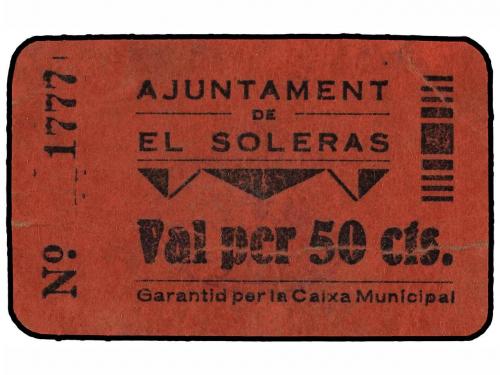 Nº 1777
AJUNTAMENT
DE
EL SOLERAS
Val per 50 cts.
Garantid per la Caixa Municipal